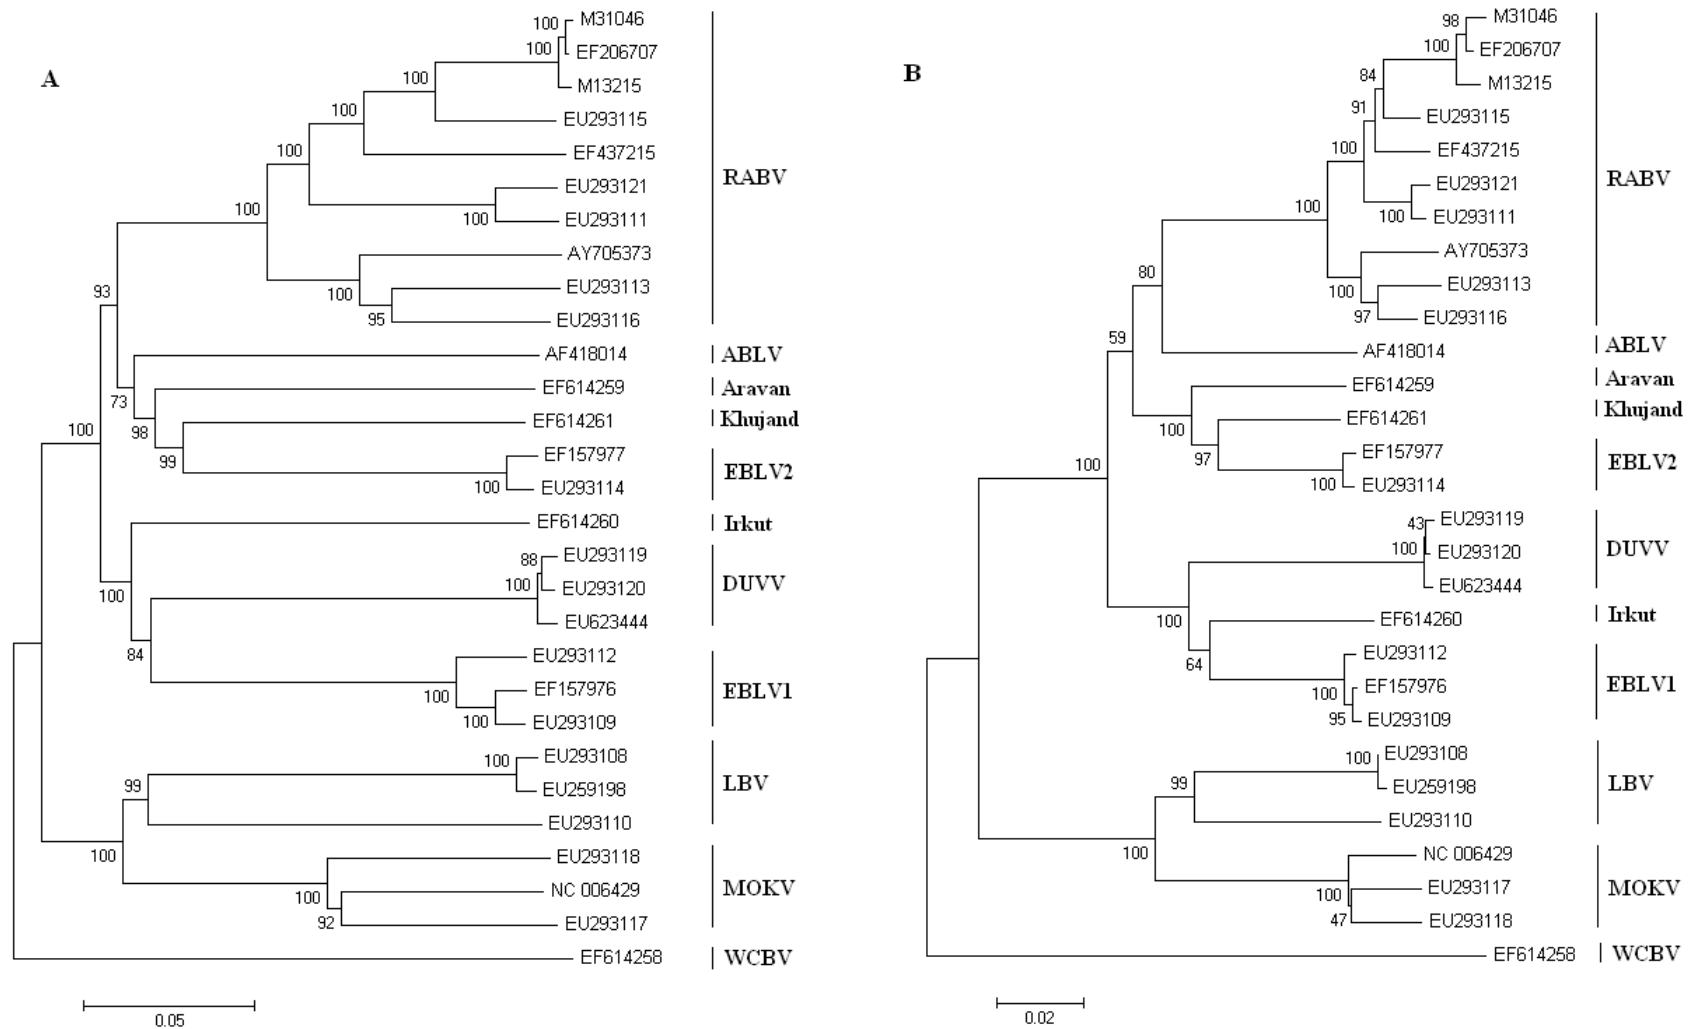 A
100
M31046
100
EF206707
100
M13215
100
EU293115
100
EF437215
100
EU293121
100
EU293111
100
AY705373
100
EU293113
95
EU293116
93
AF418014
73
EF614259
98
EF614261
99
EF157977
100
EU293114
100
EF614260
100
88
EU293119
100
EU293120
EU623444
84
EU293112
100
EF157976
100
EU293109
100
EU293108
99
EU259198
EU293110
100
EU293118
100
NC 006429
92
EU293117
EF614258
RABV
ABLV
Aravan
Khujand
EBLV2
Irkut
DUVV
EBLV1
LBV
MOKV
WCBV
0.05
B
98
M31046
100
EF206707
84
M13215
91
EU293115
100
EF437215
EU293121
100
EU293111
100
AY705373
100
EU293113
97
EU293116
80
59
AF418014
EF614259
100
EF614261
97
EF157977
100
EU293114
100
43
EU293119
100
EU293120
EU623444
100
EF614260
64
EU293112
100
EF157976
95
EU293109
100
EU293108
99
EU259198
EU293110
100
NC 006429
100
EU293117
47
EU293118
EF614258
RABV
ABLV
Aravan
Khujand
EBLV2
DUVV
Irkut
EBLV1
LBV
MOKV
WCBV
0.02